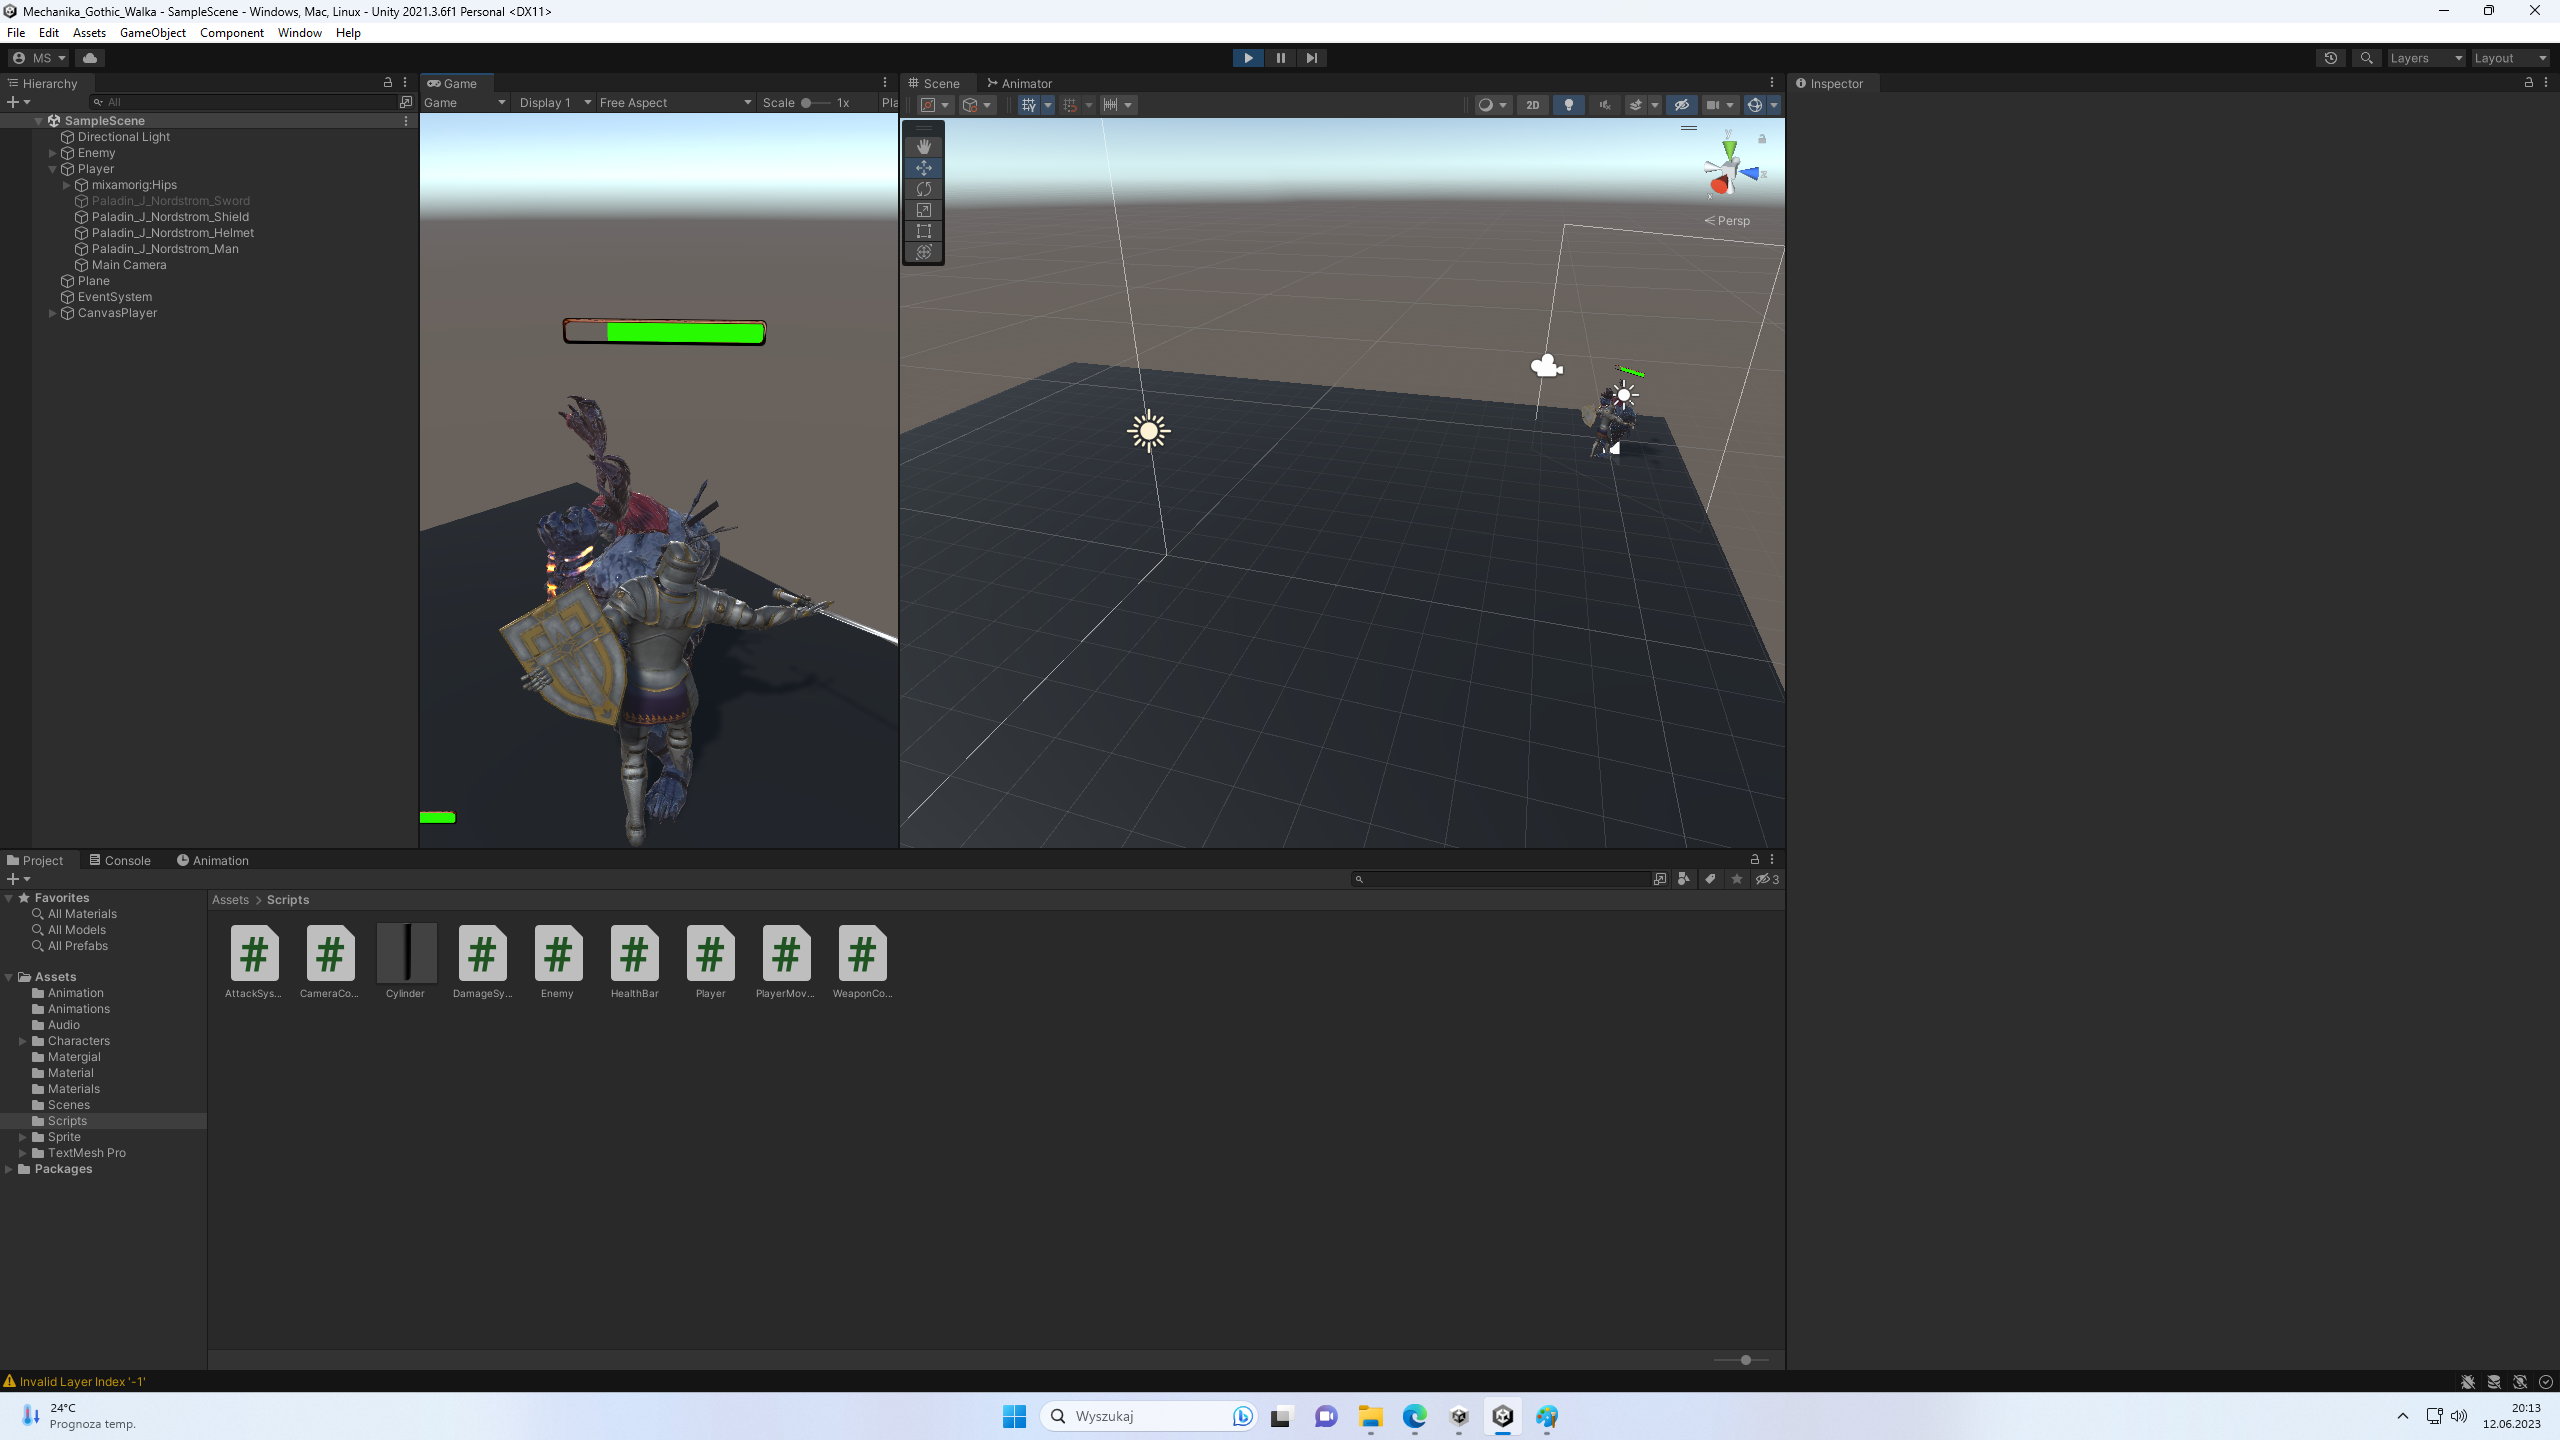 Mechanika_Gothic_Walka - SampleScene - Windows, Mac, Linux - Unity 2021.3.6f1 Personal <DX11>
File Edit Assets GameObject Component Window Help
MS Layers Layout
Hierarchy
All
SampleScene
Directional Light
Enemy
Player
mixamorig:Hips
Paladin_J_Nordstrom_Sword
Paladin_J_Nordstrom_Shield
Paladin_J_Nordstrom_Helmet
Paladin_J_Nordstrom_Man
Main Camera
Plane
EventSystem
CanvasPlayer
Game
Game Display 1 Free Aspect Scale 1x Pla
Scene Animator
2D
y
z
x
Persp
Inspector
Project Console Animation
3
Favorites
All Materials
All Models
All Prefabs
Assets
Animation
Animations
Audio
Characters
Matergial
Material
Materials
Scenes
Scripts
Sprite
TextMesh Pro
Packages
Assets > Scripts
AttackSys... CameraCo... Cylinder DamageSy... Enemy HealthBar Player PlayerMov... WeaponCo...
Invalid Layer Index '-1'
24°C
Prognoza temp.
Wyszukaj
20:13
12.06.2023